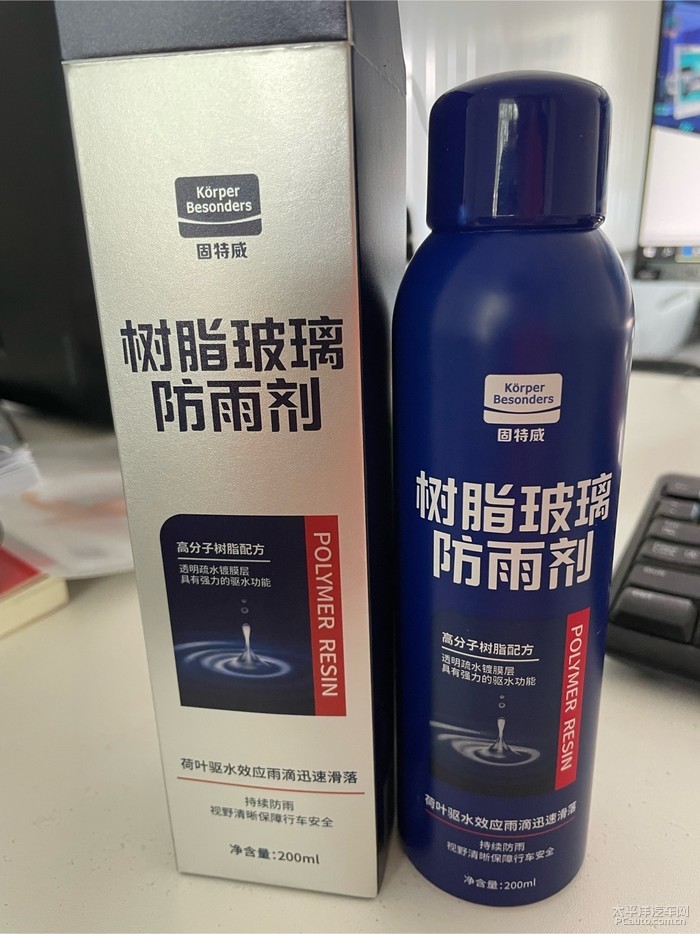 Körper
Besonders
固特威
树脂玻璃
防雨剂
高分子树脂配方
透明疏水镀膜层
具有强力的驱水功能
POLYMER RESIN
荷叶驱水效应雨滴迅速滑落
持续防雨
视野清晰保障行车安全
净含量:200ml
Körper
Besonders
固特威
树脂玻璃
防雨剂
高分子树脂配方
透明疏水镀膜层
具有强力的驱水功能
POLYMER RESIN
荷叶驱水效应雨滴迅速滑落
持续防雨
视野清晰保障行车安全
净含量:200ml
太平洋汽车网
PCauto.com.cn